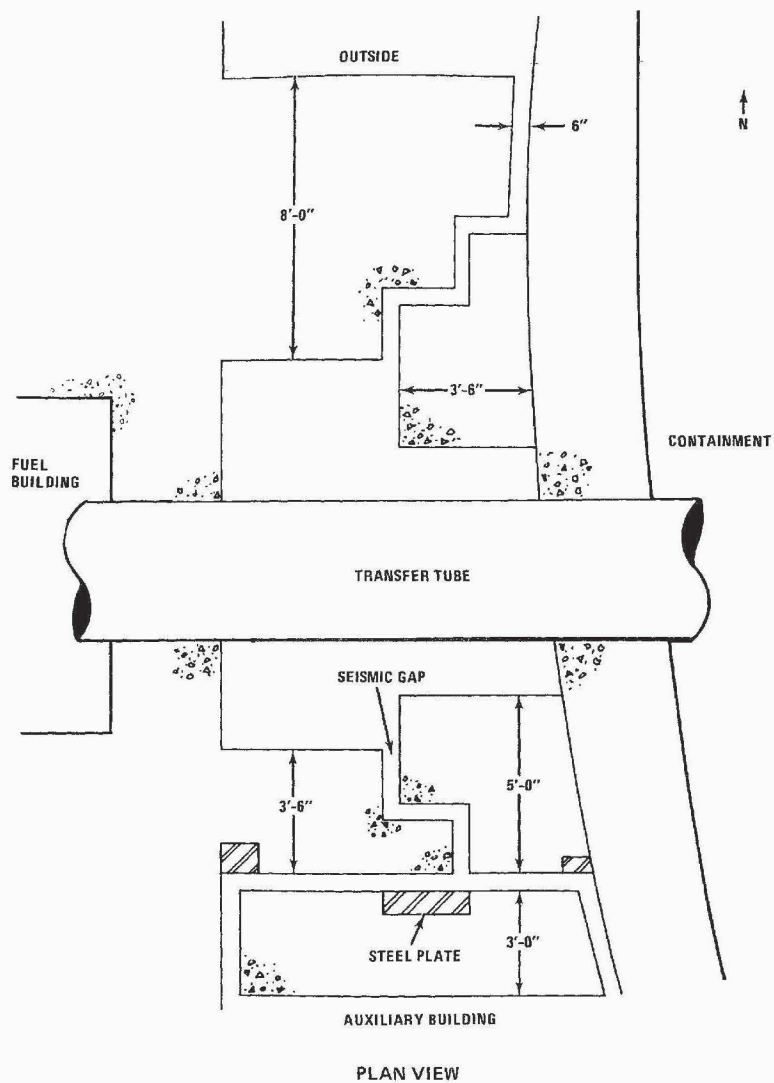 OUTSIDE
6"
N
8'-0"
3'-6"
CONTAINMENT
FUEL
BUILDING
TRANSFER TUBE
SEISMIC GAP
3'-6"
5'-0"
STEEL PLATE
3'-0"
AUXILIARY BUILDING
PLAN VIEW